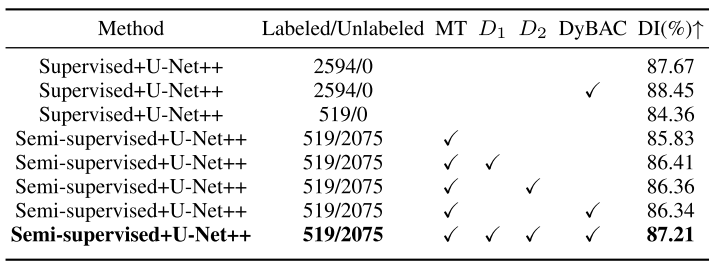 Method Labeled/Unlabeled MT D₁ D₂ DyBAC DI(%)↑
Supervised+U-Net++ 2594/0 87.67
Supervised+U-Net++ 2594/0 ✓ 88.45
Supervised+U-Net++ 519/0 84.36
Semi-supervised+U-Net++ 519/2075 ✓ 85.83
Semi-supervised+U-Net++ 519/2075 ✓ ✓ 86.41
Semi-supervised+U-Net++ 519/2075 ✓ ✓ 86.36
Semi-supervised+U-Net++ 519/2075 ✓ ✓ 86.34
Semi-supervised+U-Net++ 519/2075 ✓ ✓ ✓ ✓ 87.21